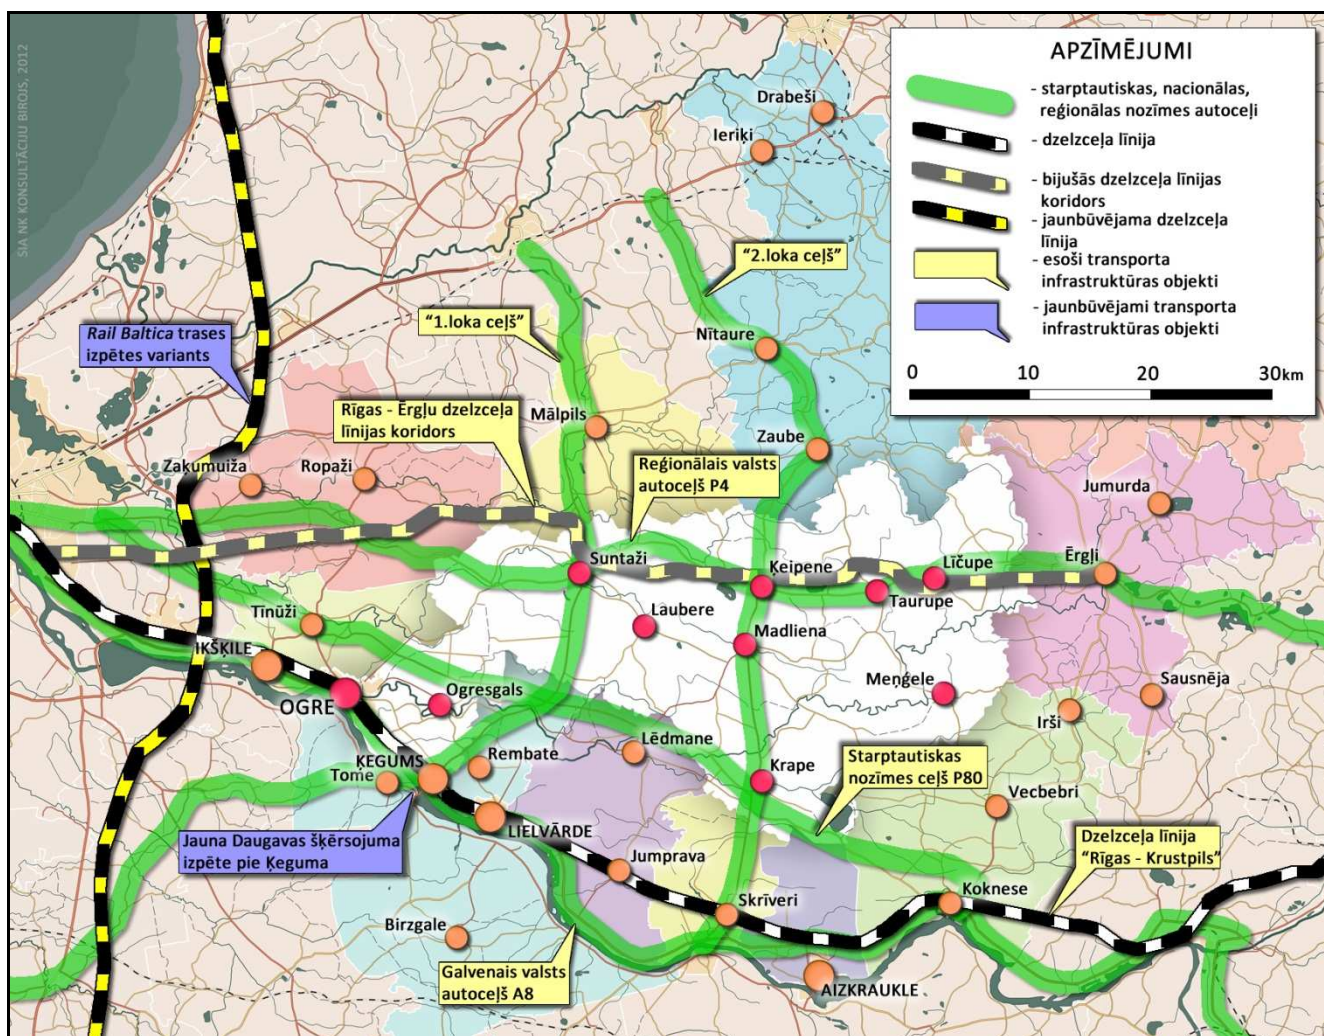 SIA NK KONSULTĀCIJU BIROJS, 2012
APZĪMĒJUMI
- starptautiskas, nacionālas,
reģionālas nozīmes autoceļi
- dzelzceļa līnija
- bijušās dzelzceļa līnijas
koridors
- jaunbūvējama dzelzceļa
līnija
- esoši transporta
infrastruktūras objekti
- jaunbūvējami transporta
infrastruktūras objekti
0 10 20 30km
Drabeši
Ieriķi
"2.loka ceļš"
"1.loka ceļš"
Rail Baltica trases
izpētes variants
Nītaure
Rīgas - Ērgļu dzelzceļa
līnijas koridors
Mālpils
Zaube
Reģionālais valsts
autoceļš P4
Zaķumuiža
Ropaži
Jumurda
Suntaži
Ķeipene
Līčupe
Ērgļi
Taurupe
Tīnūži
Laubere
Madliena
IKŠĶILE
OGRE
Ogresgals
Meņģele
Sausnēja
Irši
ĶEGUMS
Rembate
Lēdmane
Tome
Krape
Starptautiskas
nozīmes ceļš P80
Vecbebri
LIELVĀRDE
Jauna Daugavas šķērsojuma
izpēte pie Ķeguma
Dzelzceļa līnija
"Rīgas - Krustpils"
Jumprava
Skrīveri
Koknese
Birzgale
Galvenais valsts
autoceļš A8
AIZKRAUKLE